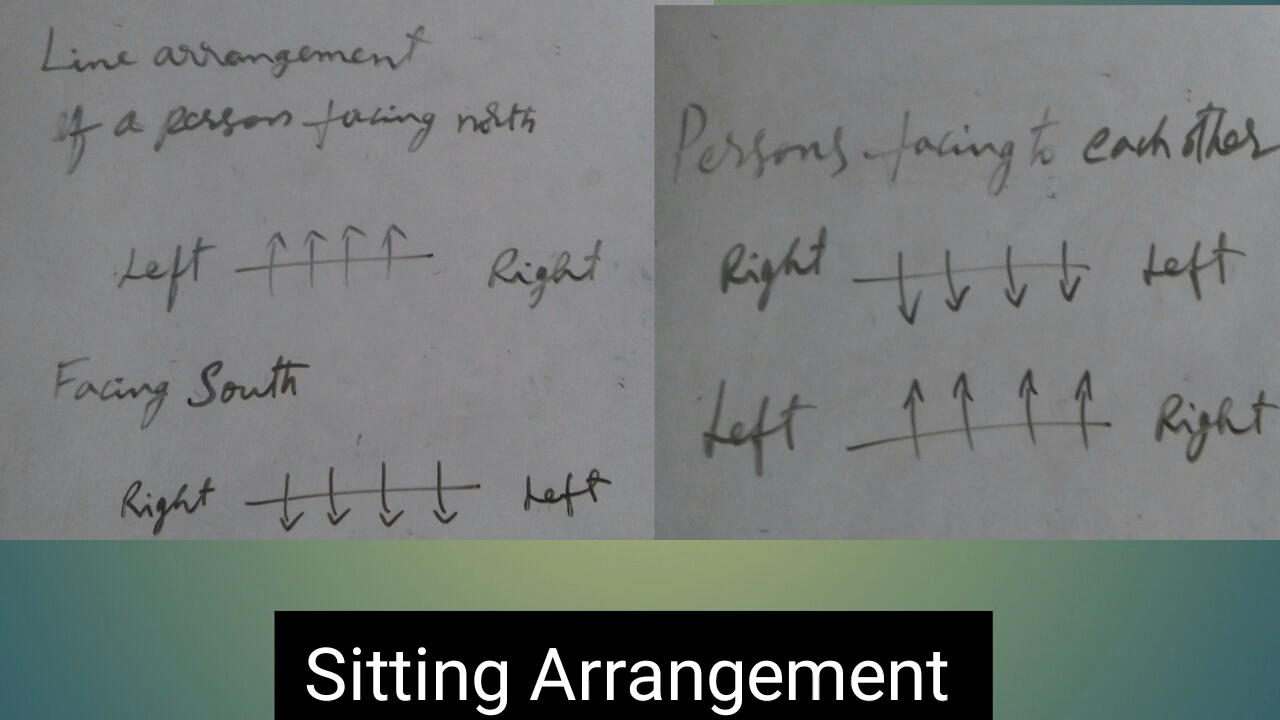 Line arrangement
If a person facing north
Left Right
Facing South
Right Left
Persons facing to each other
Right Left
Left Right
Sitting Arrangement